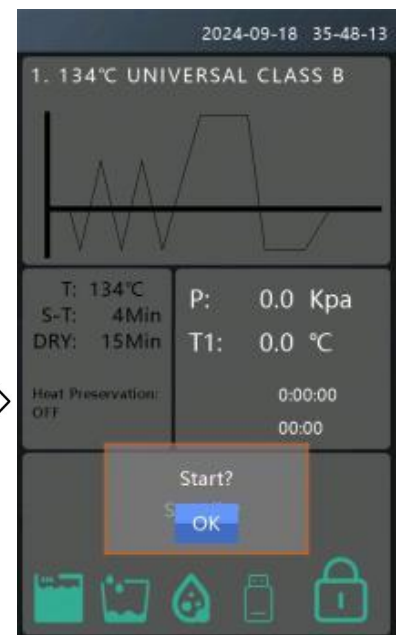 2024-09-18 35-48-13
1. 134℃ UNIVERSAL CLASS B
T: 134℃
S-T: 4Min
DRY: 15Min
Heat Preservation:
OFF
P: 0.0 Kpa
T1: 0.0 ℃
0:00:00
00:00
Start?
OK